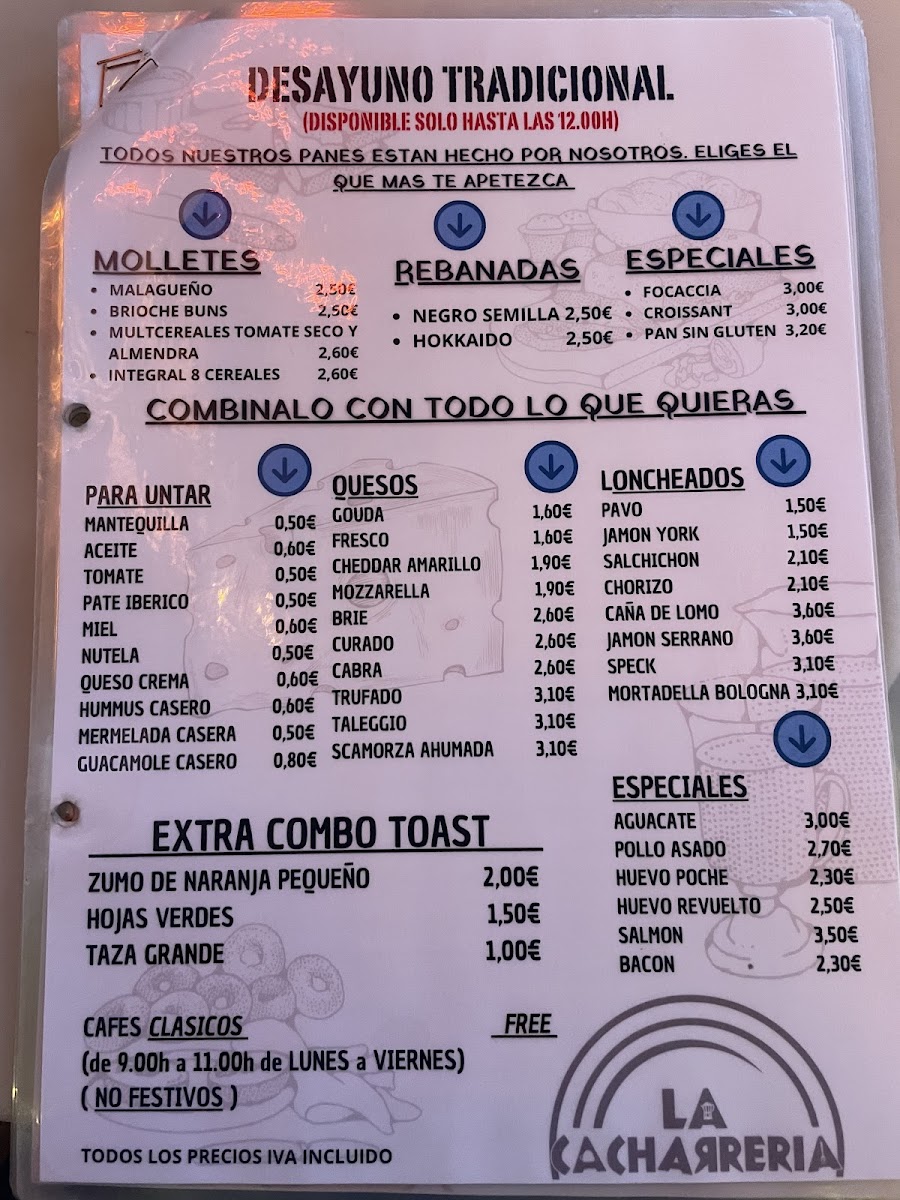 DESAYUNO TRADICIONAL
(DISPONIBLE SOLO HASTA LAS 12.00H)
TODOS NUESTROS PANES ESTAN HECHO POR NOSOTROS. ELIGES EL
QUE MAS TE APETEZCA
MOLLETES
• MALAGUEÑO 2,50€
• BRIOCHE BUNS 2,50€
• MULTCEREALES TOMATE SECO Y
ALMENDRA 2,60€
• INTEGRAL 8 CEREALES 2,60€
REBANADAS
• NEGRO SEMILLA 2,50€
• HOKKAIDO 2,50€
ESPECIALES
• FOCACCIA 3,00€
• CROISSANT 3,00€
• PAN SIN GLUTEN 3,20€
COMBINALO CON TODO LO QUE QUIERAS
PARA UNTAR
MANTEQUILLA 0,50€
ACEITE 0,60€
TOMATE 0,50€
PATE IBERICO 0,50€
MIEL 0,60€
NUTELA 0,50€
QUESO CREMA 0,60€
HUMMUS CASERO 0,60€
MERMELADA CASERA 0,50€
GUACAMOLE CASERO 0,80€
QUESOS
GOUDA 1,60€
FRESCO 1,60€
CHEDDAR AMARILLO 1,90€
MOZZARELLA 1,90€
BRIE 2,60€
CURADO 2,60€
CABRA 2,60€
TRUFADO 3,10€
TALEGGIO 3,10€
SCAMORZA AHUMADA 3,10€
LONCHEADOS
PAVO 1,50€
JAMON YORK 1,50€
SALCHICHON 2,10€
CHORIZO 2,10€
CAÑA DE LOMO 3,60€
JAMON SERRANO 3,60€
SPECK 3,10€
MORTADELLA BOLOGNA 3,10€
ESPECIALES
AGUACATE 3,00€
POLLO ASADO 2,70€
HUEVO POCHE 2,30€
HUEVO REVUELTO 2,50€
SALMON 3,50€
BACON 2,30€
EXTRA COMBO TOAST
ZUMO DE NARANJA PEQUEÑO 2,00€
HOJAS VERDES 1,50€
TAZA GRANDE 1,00€
CAFES CLASICOS FREE
(de 9.00h a 11.00h de LUNES a VIERNES)
( NO FESTIVOS )
TODOS LOS PRECIOS IVA INCLUIDO
LA
CACHARRERIA